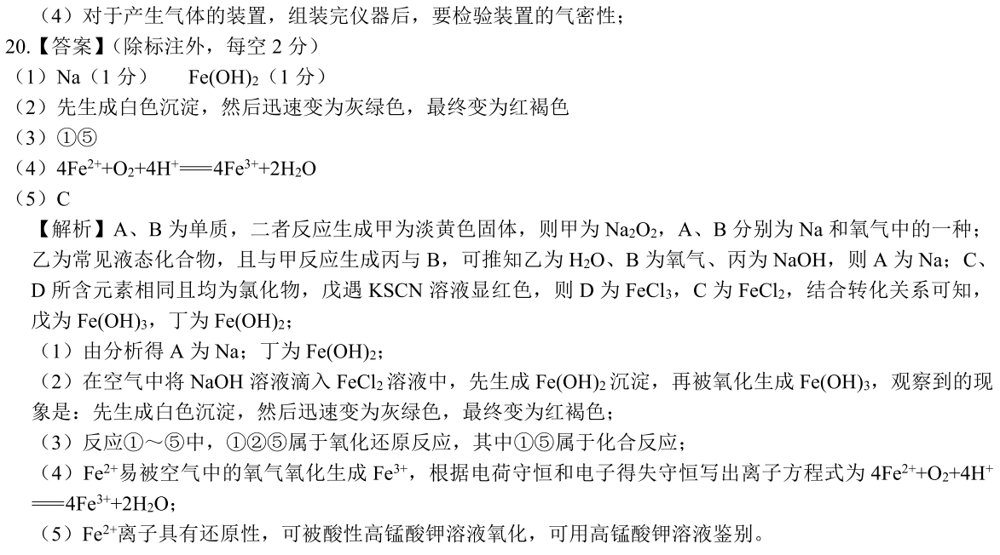 （4）对于产生气体的装置，组装完仪器后，要检验装置的气密性；
20.【答案】（除标注外，每空 2 分）
（1）Na（1 分） Fe(OH)₂（1 分）
（2）先生成白色沉淀，然后迅速变为灰绿色，最终变为红褐色
（3）①⑤
（4）4Fe²⁺+O₂+4H⁺══4Fe³⁺+2H₂O
（5）C
【解析】A、B 为单质，二者反应生成甲为淡黄色固体，则甲为 Na₂O₂，A、B 分别为 Na 和氧气中的一种；
乙为常见液态化合物，且与甲反应生成丙与 B，可推知乙为 H₂O、B 为氧气、丙为 NaOH，则 A 为 Na；C、
D 所含元素相同且均为氯化物，戊遇 KSCN 溶液显红色，则 D 为 FeCl₃，C 为 FeCl₂，结合转化关系可知，
戊为 Fe(OH)₃，丁为 Fe(OH)₂；
（1）由分析得 A 为 Na；丁为 Fe(OH)₂；
（2）在空气中将 NaOH 溶液滴入 FeCl₂ 溶液中，先生成 Fe(OH)₂ 沉淀，再被氧化生成 Fe(OH)₃，观察到的现
象是：先生成白色沉淀，然后迅速变为灰绿色，最终变为红褐色；
（3）反应①～⑤中，①②⑤属于氧化还原反应，其中①⑤属于化合反应；
（4）Fe²⁺易被空气中的氧气氧化生成 Fe³⁺，根据电荷守恒和电子得失守恒写出离子方程式为 4Fe²⁺+O₂+4H⁺
══4Fe³⁺+2H₂O；
（5）Fe²⁺离子具有还原性，可被酸性高锰酸钾溶液氧化，可用高锰酸钾溶液鉴别。